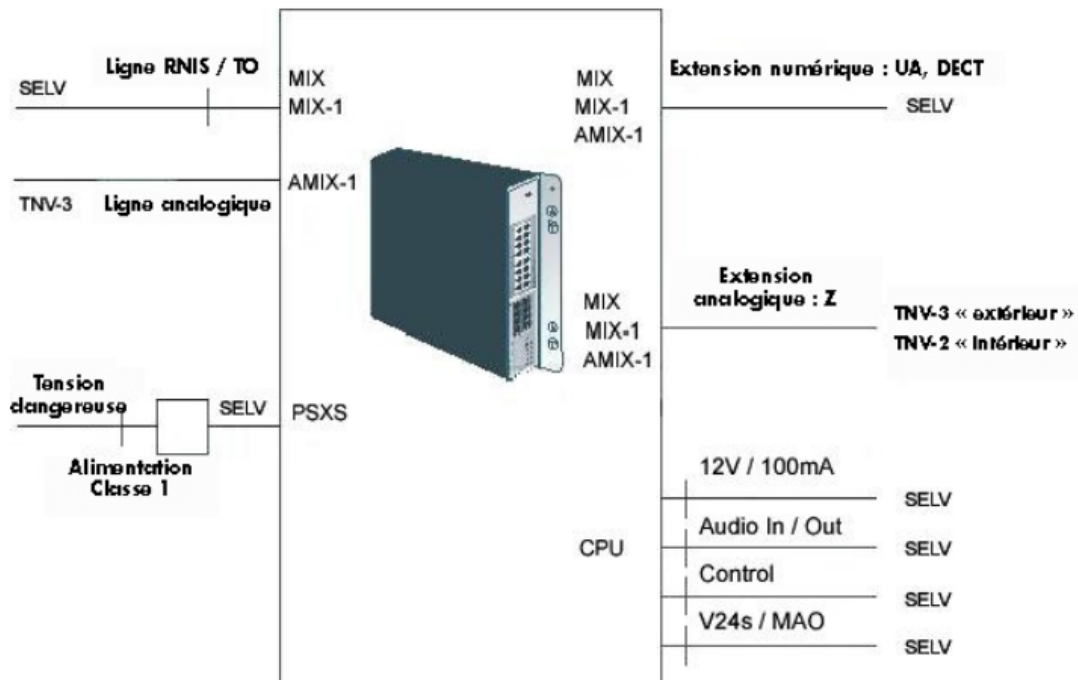 Ligne RNIS / TO
SELV
MIX
MIX-1
MIX
MIX-1
AMIX-1
Extension numérique : UA, DECT
SELV
AMIX-1
TNV-3
Ligne analogique
Extension
analogique : Z
MIX
MIX-1
AMIX-1
TNV-3 « extérieur »
TNV-2 « intérieur »
Tension
dangereuse
SELV
PSXS
Alimentation
Classe 1
12V / 100mA
SELV
Audio In / Out
CPU
SELV
Control
SELV
V24s / MAO
SELV